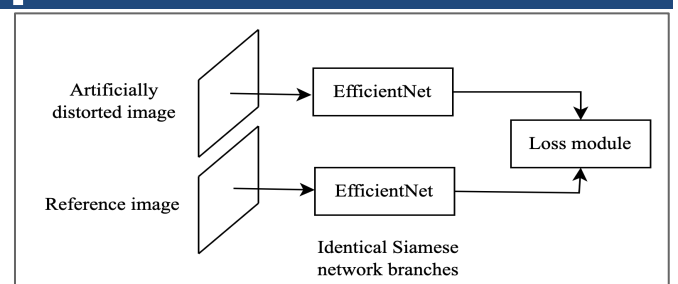 Artificially
distorted image
EfficientNet
Loss module
Reference image
EfficientNet
Identical Siamese
network branches